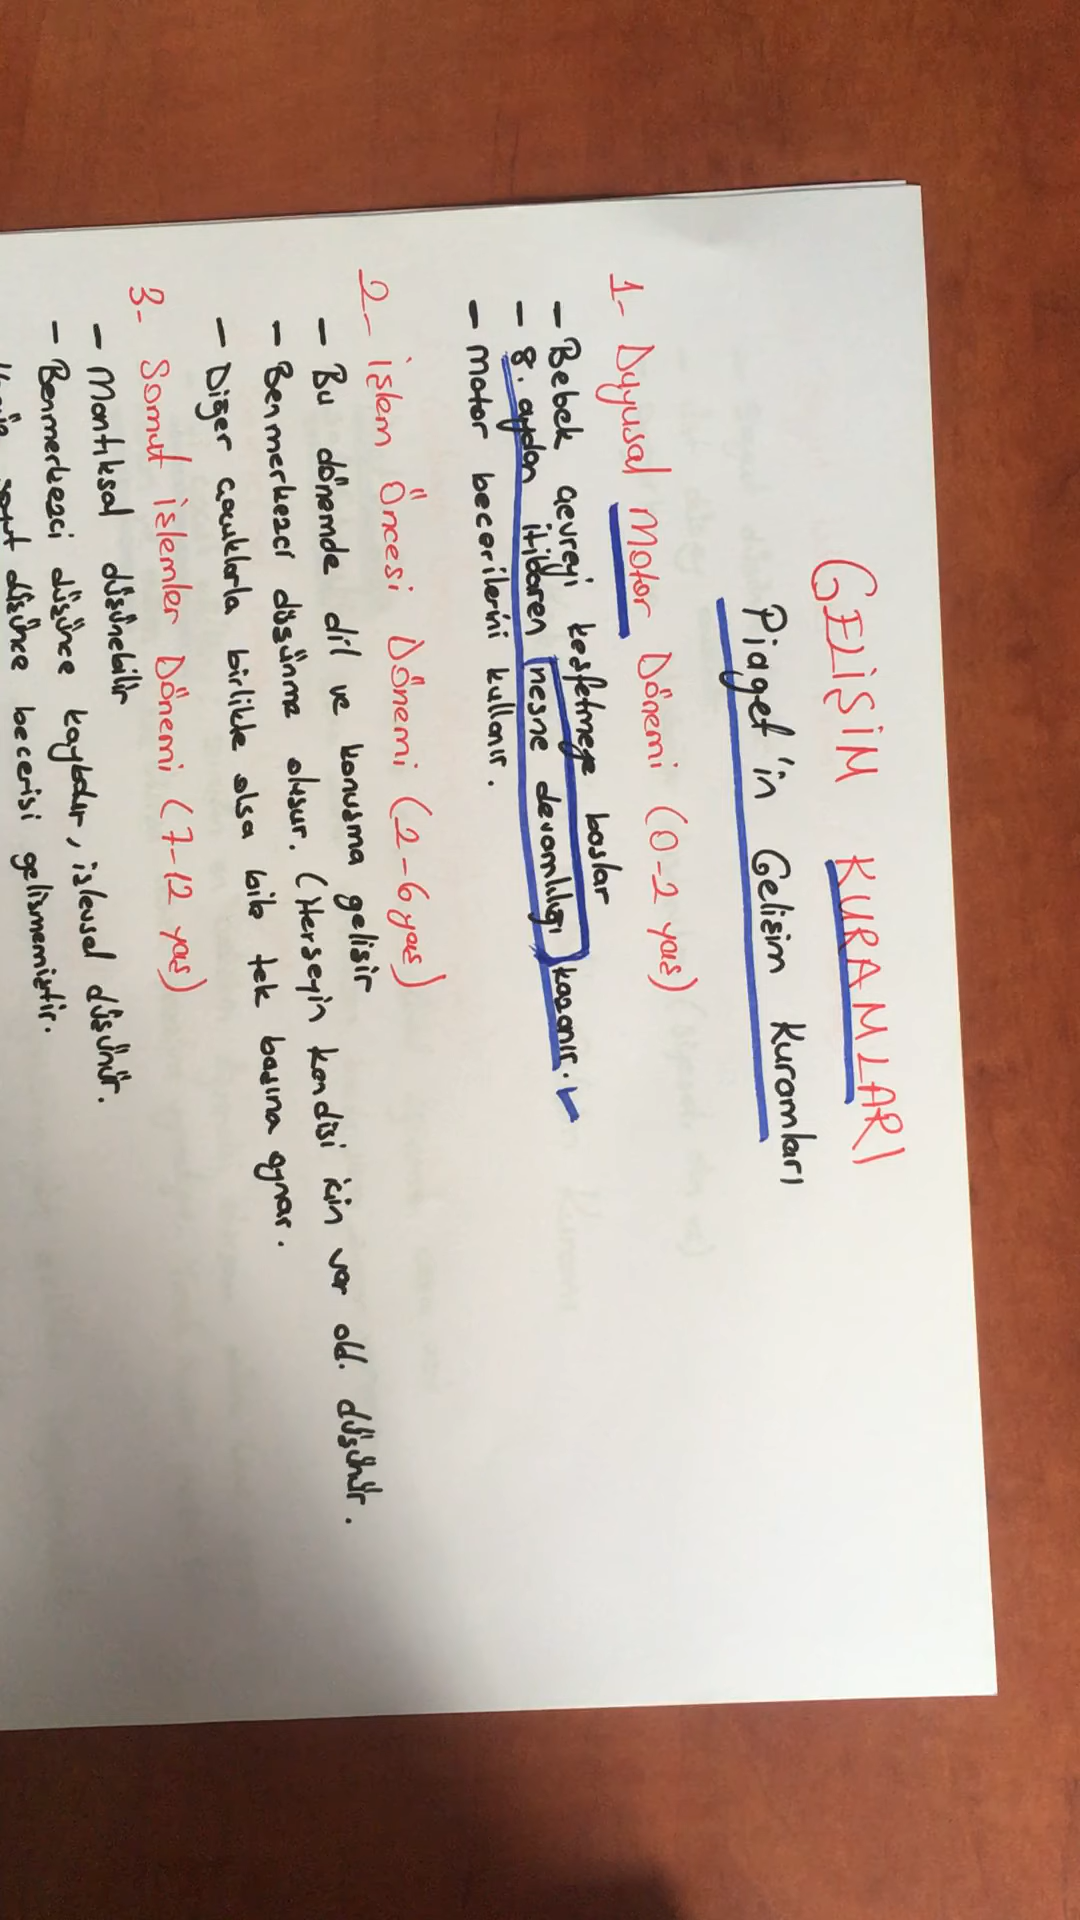 GELİŞİM KURAMLARI
Piaget'in Gelişim Kuramları
1- Duyusal Motor Dönemi (0-2 yaş)
- Bebek çevreyi keşfetmeye başlar
- 8. aydan itibaren nesne devamlılığı kazanır.
- Motor becerilerini kullanır.
2- İşlem Öncesi Dönemi (2-6 yaş)
- Bu dönemde dil ve konuşma gelişir
- Benmerkezci düşünme oluşur. (Herşeyin kendisi için var old. düşünür.
- Diğer çocuklarla birlikte olsa bile tek başına oynar.
3- Somut İşlemler Dönemi (7-12 yaş)
- Mantıksal düşünebilir
- Benmerkezci düşünce kaybolur, işlevsel düşünür.
düşünce becerisi gelişmemiştir.